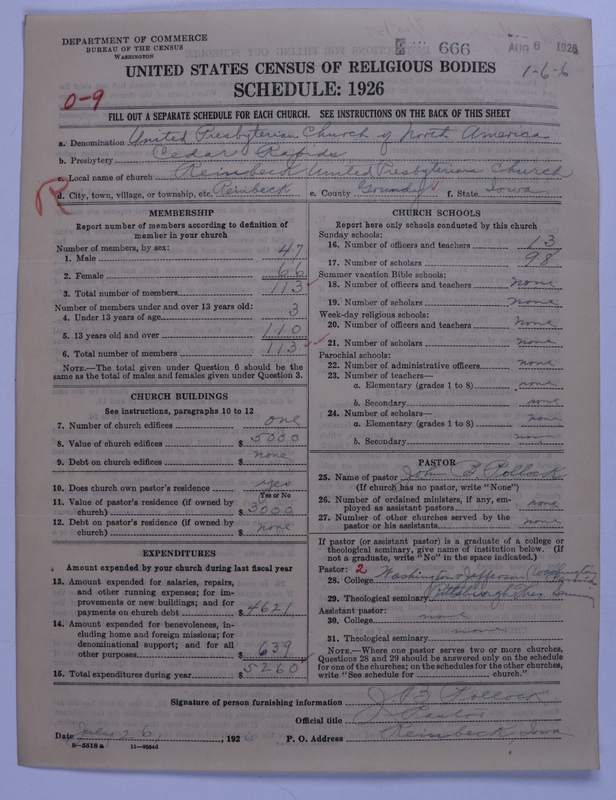 DEPARTMENT OF COMMERCE
BUREAU OF THE CENSUS
WASHINGTON
666
AUG 6 1926
1-6-6
UNITED STATES CENSUS OF RELIGIOUS BODIES
SCHEDULE: 1926
0-9
FILL OUT A SEPARATE SCHEDULE FOR EACH CHURCH. SEE INSTRUCTIONS ON THE BACK OF THIS SHEET
a. Denomination United Presbyterian Church of North America
b. Presbytery Cedar Rapids
c. Local name of church Reinbeck United Presbyterian Church
R
d. City, town, village, or township, etc. Reinbeck e. County Grundy f. State Iowa
MEMBERSHIP
Report number of members according to definition of member in your church
Number of members, by sex:
1. Male 47
2. Female 66
3. Total number of members 113
Number of members under and over 13 years old:
4. Under 13 years of age 3
5. 13 years old and over 110
6. Total number of members 113
NOTE.—The total given under Question 6 should be same as the total of males and females given under Question 3.
CHURCH BUILDINGS
See instructions, paragraphs 10 to 12
7. Number of church edifices one
8. Value of church edifices $ 5000
9. Debt on church edifices $ none
10. Does church own pastor's residence yes
Yes or No
11. Value of pastor's residence (if owned by church) $ 3000
12. Debt on pastor's residence (if owned by church) $ none
EXPENDITURES
Amount expended by your church during last fiscal year
13. Amount expended for salaries, repairs, and other running expenses; for improvements or new buildings; and for payments on church debt $ 4621
14. Amount expended for benevolences, including home and foreign missions; for denominational support; and for all other purposes $ 639
15. Total expenditures during year $ 5260
CHURCH SCHOOLS
Report here only schools conducted by this church
Sunday schools:
16. Number of officers and teachers 13
17. Number of scholars 98
Summer vacation Bible schools:
18. Number of officers and teachers none
19. Number of scholars none
Week-day religious schools:
20. Number of officers and teachers none
21. Number of scholars none
Parochial schools:
22. Number of administrative officers none
23. Number of teachers—
a. Elementary (grades 1 to 8) none
b. Secondary none
24. Number of scholars—
a. Elementary (grades 1 to 8) none
b. Secondary none
PASTOR
25. Name of pastor John B Pollock
(If church has no pastor, write "None")
26. Number of ordained ministers, if any, employed as assistant pastors none
27. Number of other churches served by the pastor or his assistants none
If pastor (or assistant pastor) is a graduate of a college or theological seminary, give name of institution below. (If not a graduate, write "No" in the space indicated.)
Pastor: 2
28. College Washington & Jefferson (Washington
29. Theological seminary Pittsburgh
Assistant pastor:
30. College none
31. Theological seminary none
NOTE.—Where one pastor serves two or more churches, Questions 28 and 29 should be answered only on the schedule for one of the churches; on the schedules for the other churches, write "See schedule for church."
Signature of person furnishing information J B Pollock
Official title Pastor
Date July 26, 192 P. O. Address Reinbeck, Iowa
8—5518 a